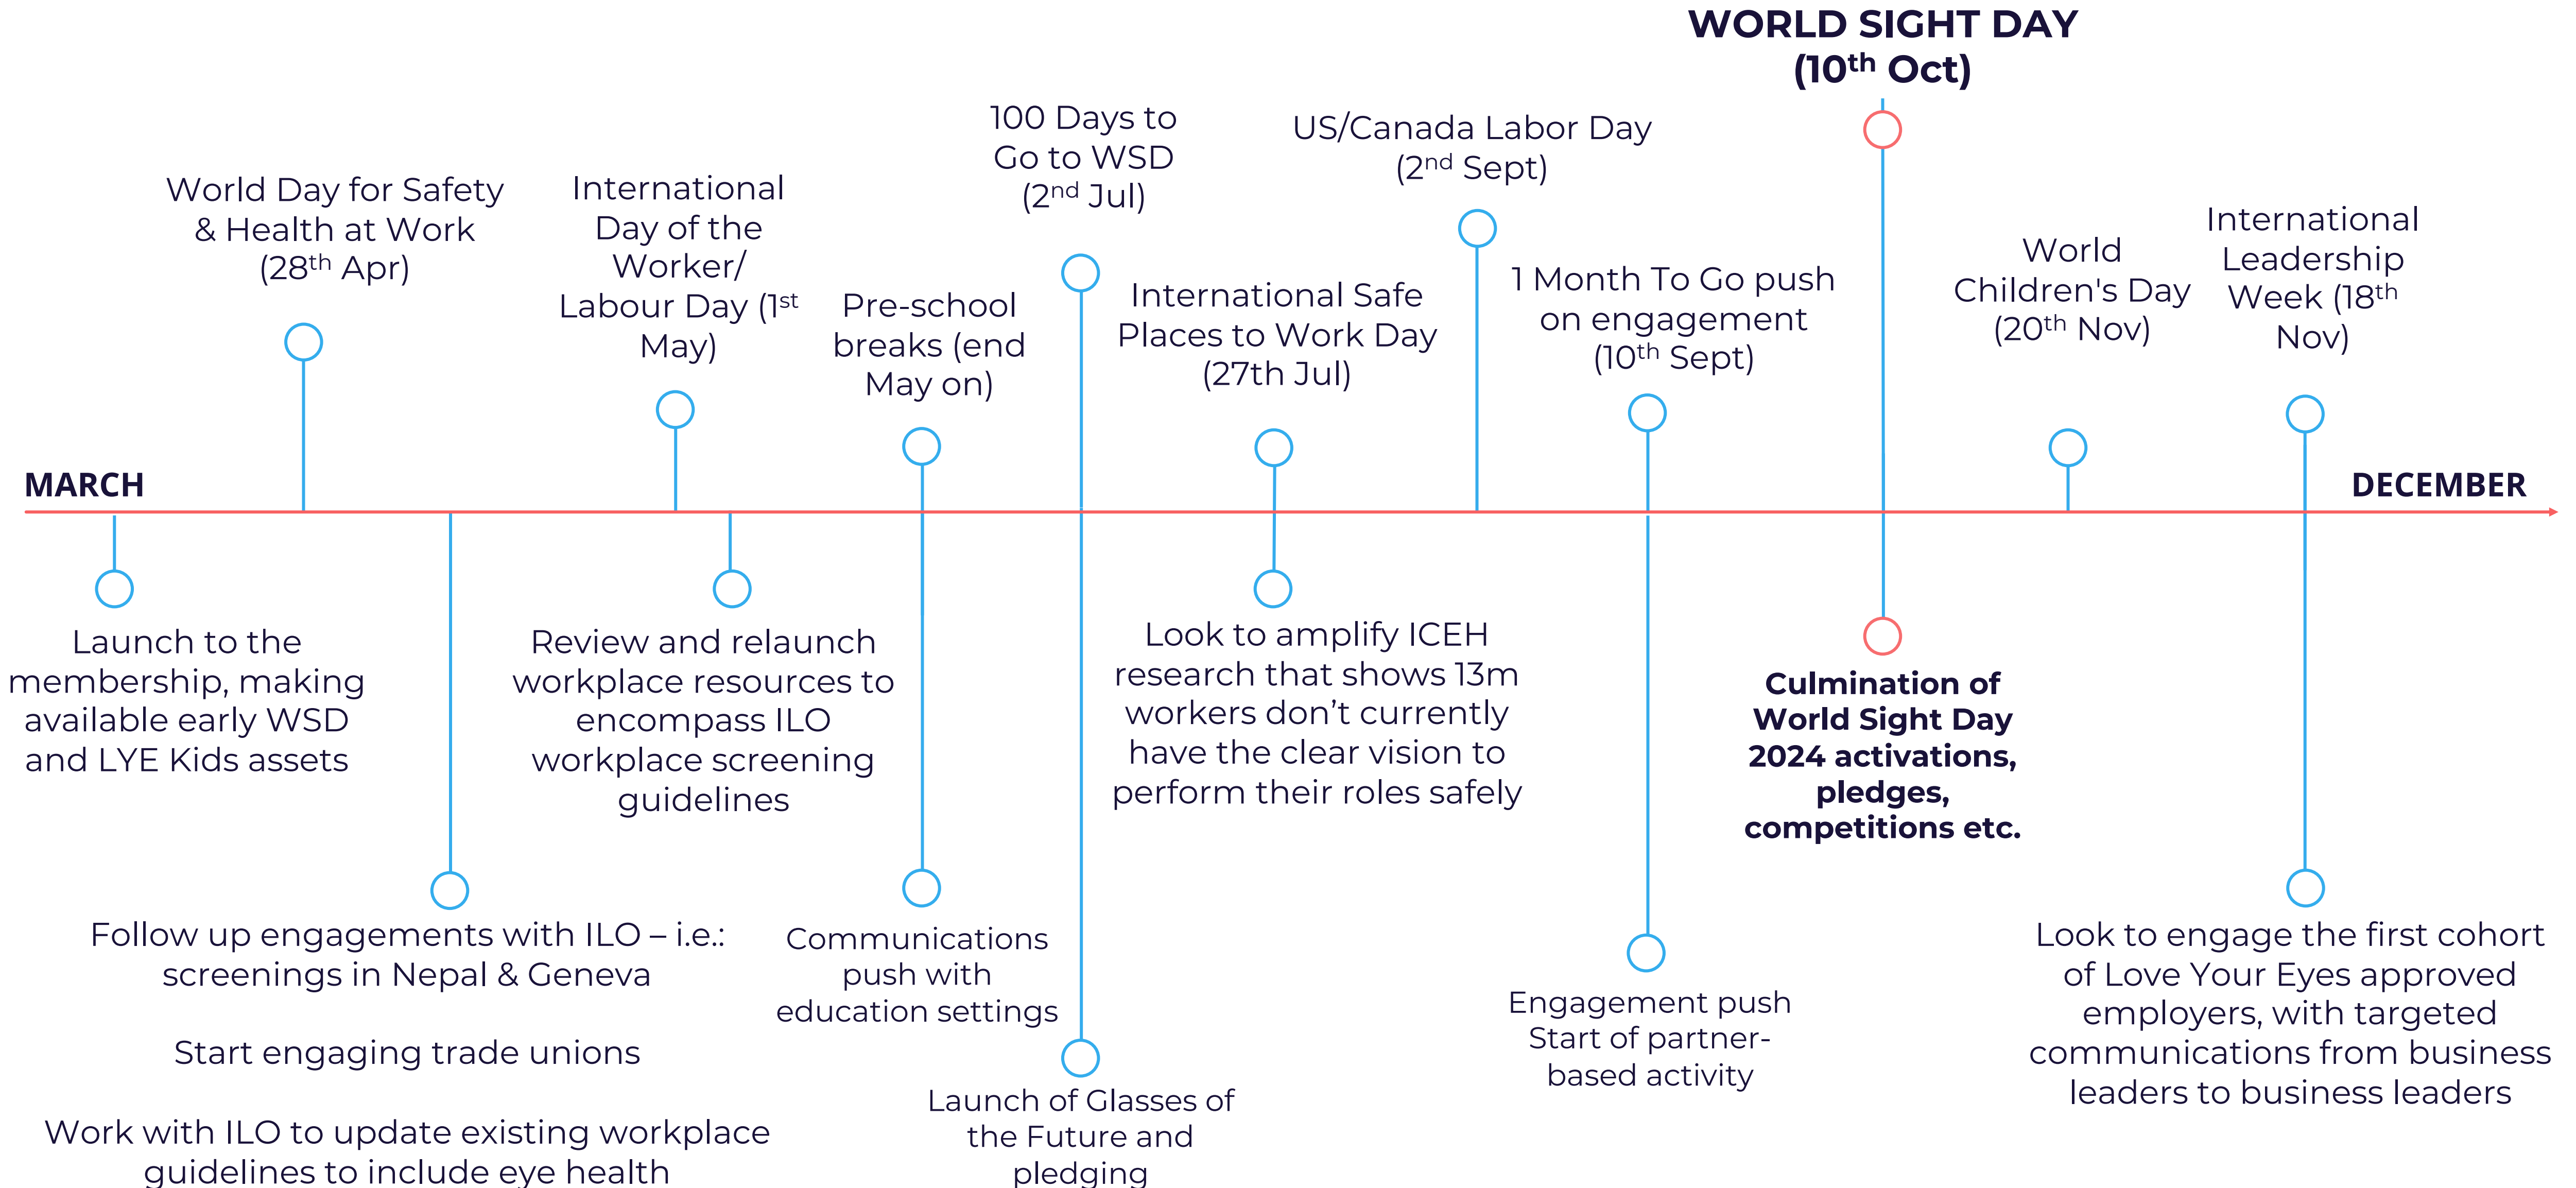 WORLD SIGHT DAY
(10th Oct)
100 Days to
Go to WSD
(2nd Jul)
US/Canada Labor Day
(2nd Sept)
World Day for Safety
& Health at Work
(28th Apr)
International
Day of the
Worker/
Labour Day (1st
May)
Pre-school
breaks (end
May on)
International Safe
Places to Work Day
(27th Jul)
1 Month To Go push
on engagement
(10th Sept)
World
Children's Day
(20th Nov)
International
Leadership
Week (18th
Nov)
MARCH
DECEMBER
Launch to the
membership, making
available early WSD
and LYE Kids assets
Review and relaunch
workplace resources to
encompass ILO
workplace screening
guidelines
Look to amplify ICEH
research that shows 13m
workers don’t currently
have the clear vision to
perform their roles safely
Culmination of
World Sight Day
2024 activations,
pledges,
competitions etc.
Follow up engagements with ILO – i.e.:
screenings in Nepal & Geneva
Start engaging trade unions
Work with ILO to update existing workplace
guidelines to include eye health
Communications
push with
education settings
Launch of Glasses of
the Future and
pledging
Engagement push
Start of partner-
based activity
Look to engage the first cohort
of Love Your Eyes approved
employers, with targeted
communications from business
leaders to business leaders